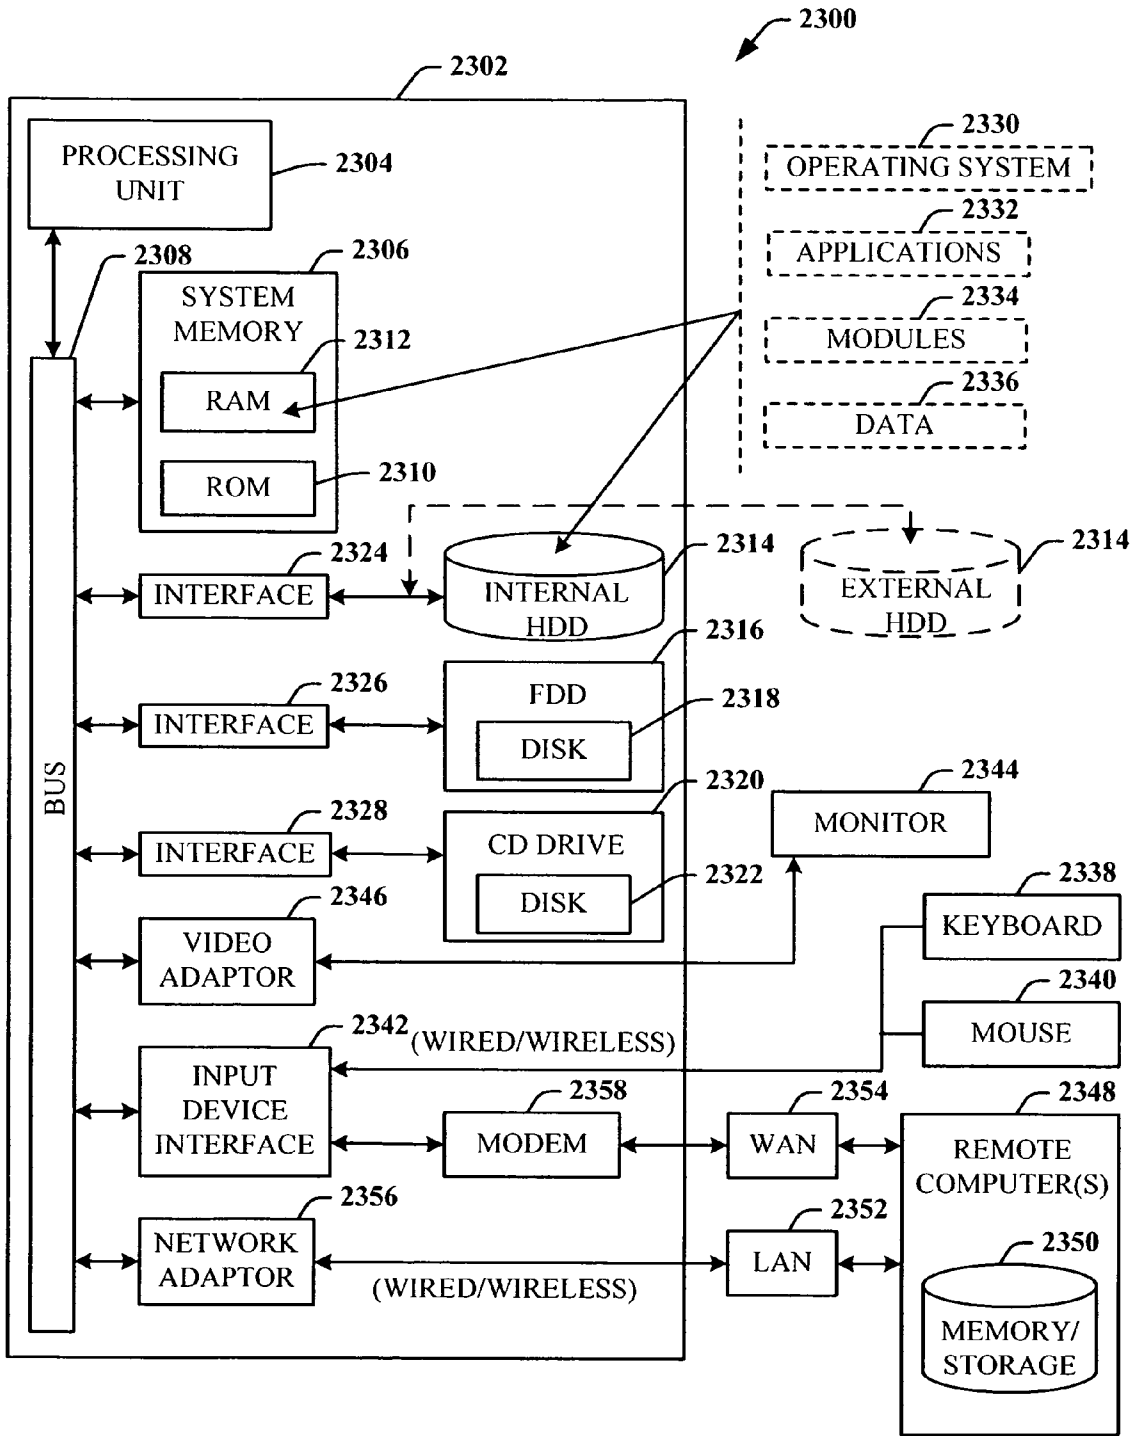 2300
2302
2330
PROCESSING
UNIT
2304
OPERATING SYSTEM
2332
APPLICATIONS
2308
2306
SYSTEM
MEMORY
2334
MODULES
2312
RAM
2336
DATA
2310
ROM
2324
INTERFACE
INTERNAL
HDD
2314
EXTERNAL
HDD
2314
2326
INTERFACE
2316
FDD
2318
DISK
BUS
2344
MONITOR
2328
INTERFACE
2320
CD DRIVE
2322
DISK
2338
KEYBOARD
2346
VIDEO
ADAPTOR
2340
MOUSE
2342
(WIRED/WIRELESS)
INPUT
DEVICE
INTERFACE
2358
MODEM
2354
WAN
2348
REMOTE
COMPUTER(S)
2356
NETWORK
ADAPTOR
(WIRED/WIRELESS)
2352
LAN
2350
MEMORY/
STORAGE